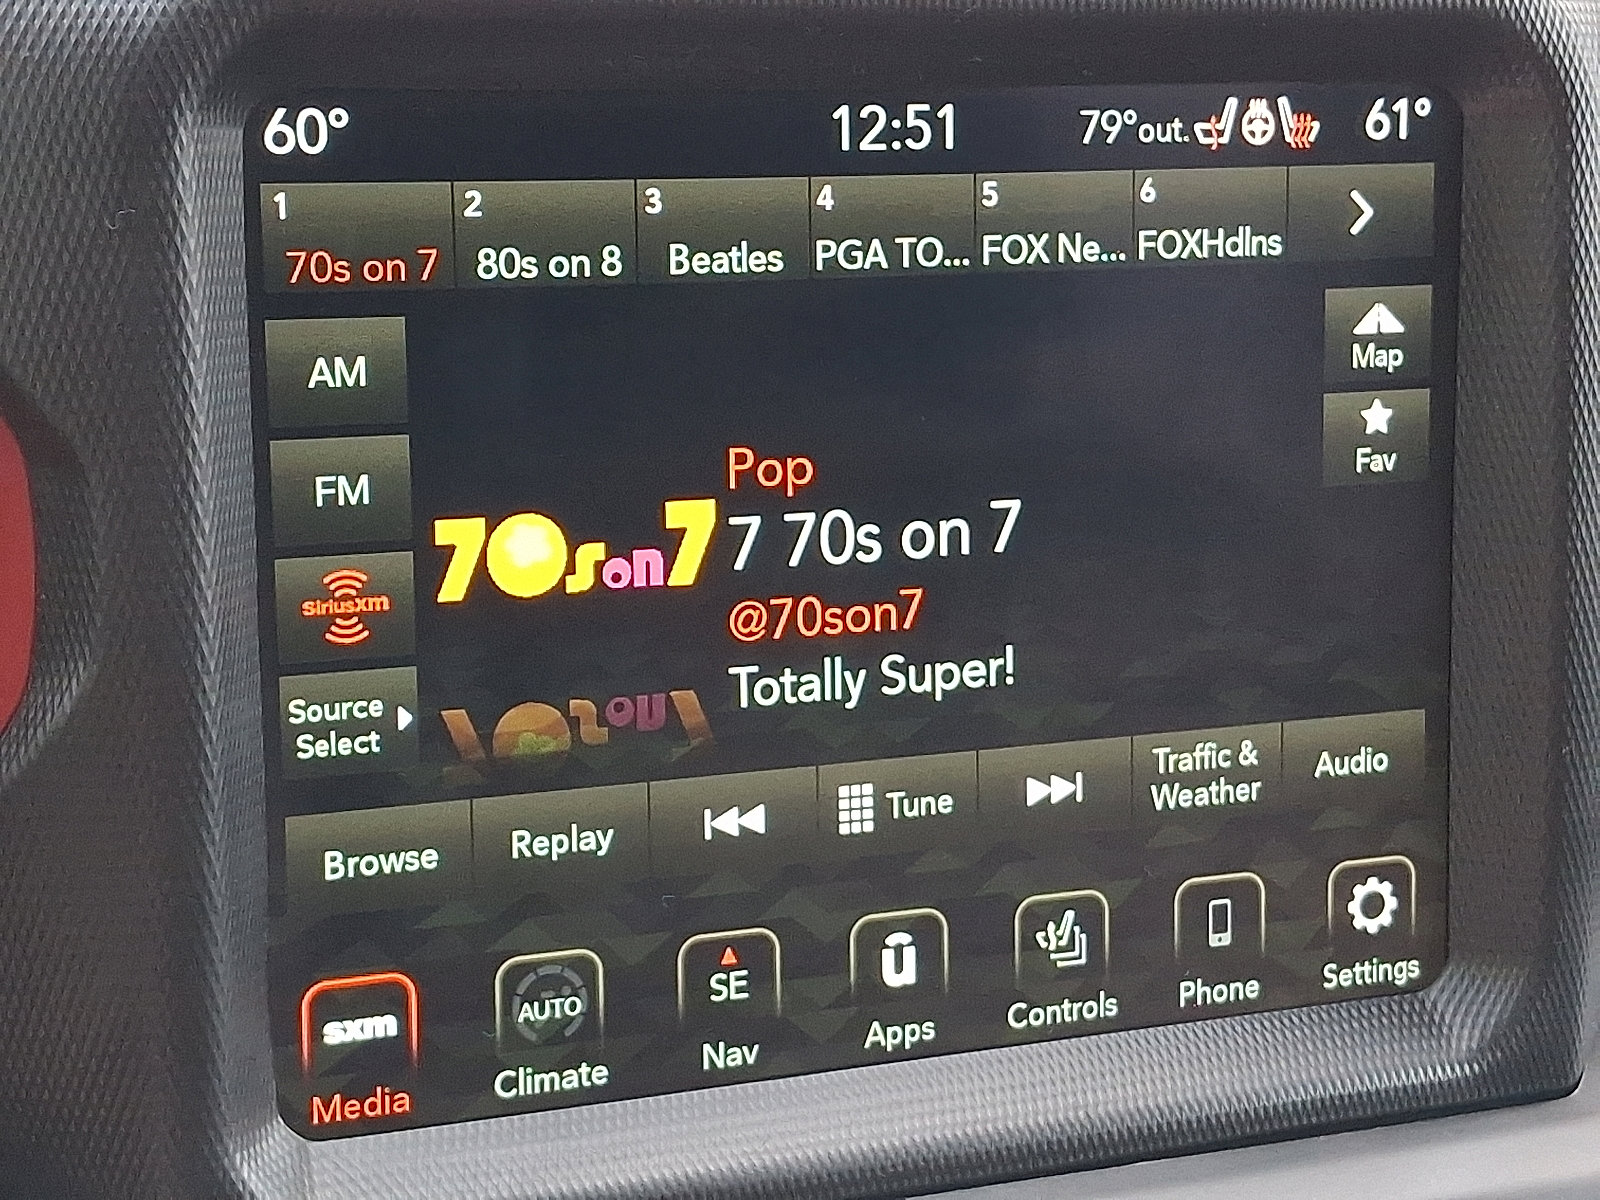 60° 12:51 79°out. 61°
1 2 3 4 5 6
70s on 7 80s on 8 Beatles PGA TO... FOX Ne... FOXHdlns
AM
Map
FM
Fav
Pop
70son7
7 70s on 7
SiriusXM
@70son7
Totally Super!
Source
Select
Browse Replay Tune Traffic &
Weather Audio
sxm AUTO SE ū
Media Climate Nav Apps Controls Phone Settings